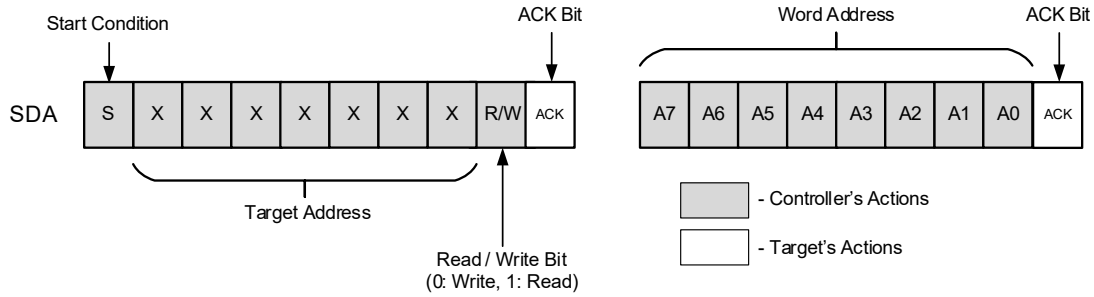 Start Condition
ACK Bit
Word Address
ACK Bit
SDA
S X X X X X X X R/W ACK
A7 A6 A5 A4 A3 A2 A1 A0 ACK
Target Address
Read / Write Bit
(0: Write, 1: Read)
- Controller's Actions
- Target's Actions